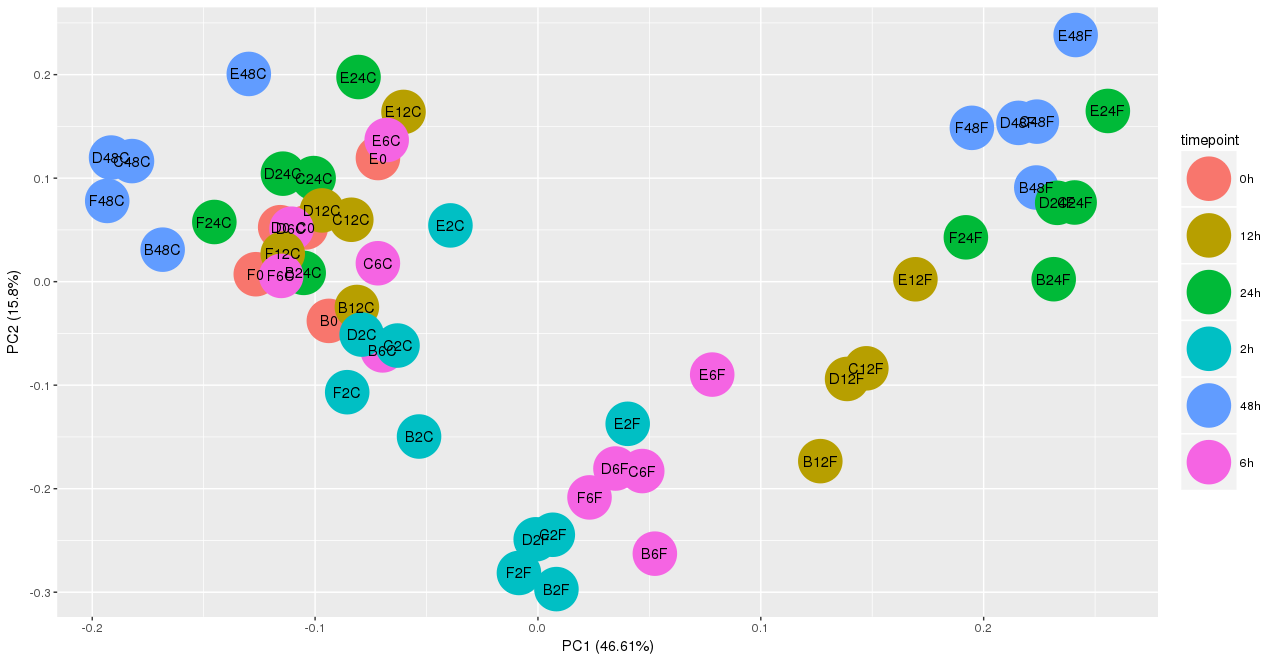 E48F
E48C
E24C
E24F
E12C
F48F
D48F
C48F
E6C
E0
D48C
C48C
D24C
C24C
B48F
F48C
D24F
C24F
D12C
C12C
F24C
D0
D6C
C0
E2C
F24F
B48C
F12C
C6C
F0
F6C
B24C
E12F
B24F
B12C
B0
D2C
C2C
B6C
C12F
D12F
E6F
F2C
E2F
B2C
B12F
D6F
C6F
F6F
D2F
C2F
B6F
F2F
B2F
0.2
0.1
0.0
-0.1
-0.2
-0.3
-0.2
-0.1
0.0
0.1
0.2
PC1 (46.61%)
PC2 (15.8%)
timepoint
0h
12h
24h
2h
48h
6h